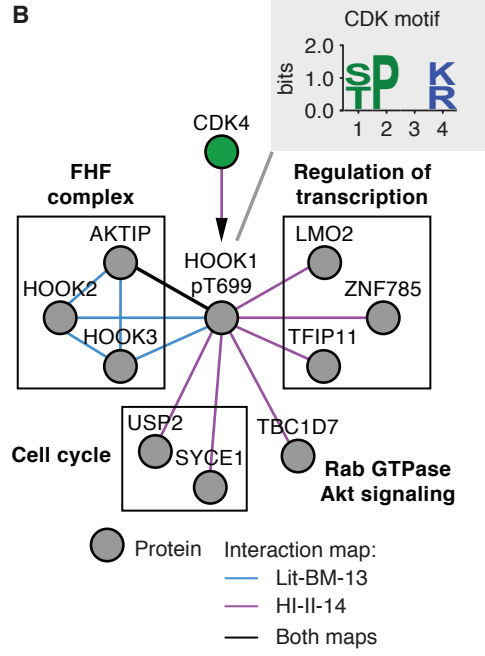 B
CDK motif
bits
2.0
1.0
0.0
S
T
P
K
R
1 2 3 4
CDK4
FHF
complex
Regulation of
transcription
AKTIP
HOOK1
pT699
LMO2
HOOK2
ZNF785
HOOK3
TFIP11
USP2
TBC1D7
Cell cycle
SYCE1
Rab GTPase
Akt signaling
Protein
Interaction map:
Lit-BM-13
HI-II-14
Both maps